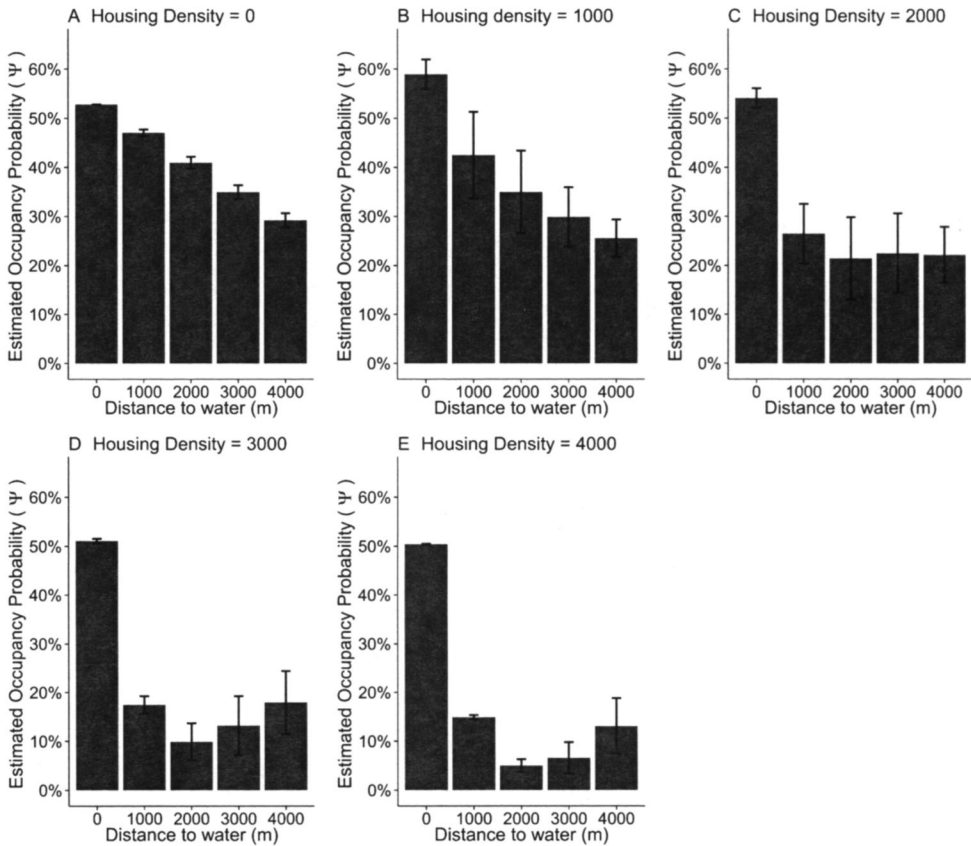 A Housing Density = 0
Estimated Occupancy Probability ( Ψ )
60%
50%
40%
30%
20%
10%
0%
0 1000 2000 3000 4000
Distance to water (m)
B Housing density = 1000
Estimated Occupancy Probability ( Ψ )
60%
50%
40%
30%
20%
10%
0%
0 1000 2000 3000 4000
Distance to water (m)
C Housing Density = 2000
Estimated Occupancy Probability ( Ψ )
60%
50%
40%
30%
20%
10%
0%
0 1000 2000 3000 4000
Distance to water (m)
D Housing Density = 3000
Estimated Occupancy Probability ( Ψ )
60%
50%
40%
30%
20%
10%
0%
0 1000 2000 3000 4000
Distance to water (m)
E Housing Density = 4000
Estimated Occupancy Probability ( Ψ )
60%
50%
40%
30%
20%
10%
0%
0 1000 2000 3000 4000
Distance to water (m)